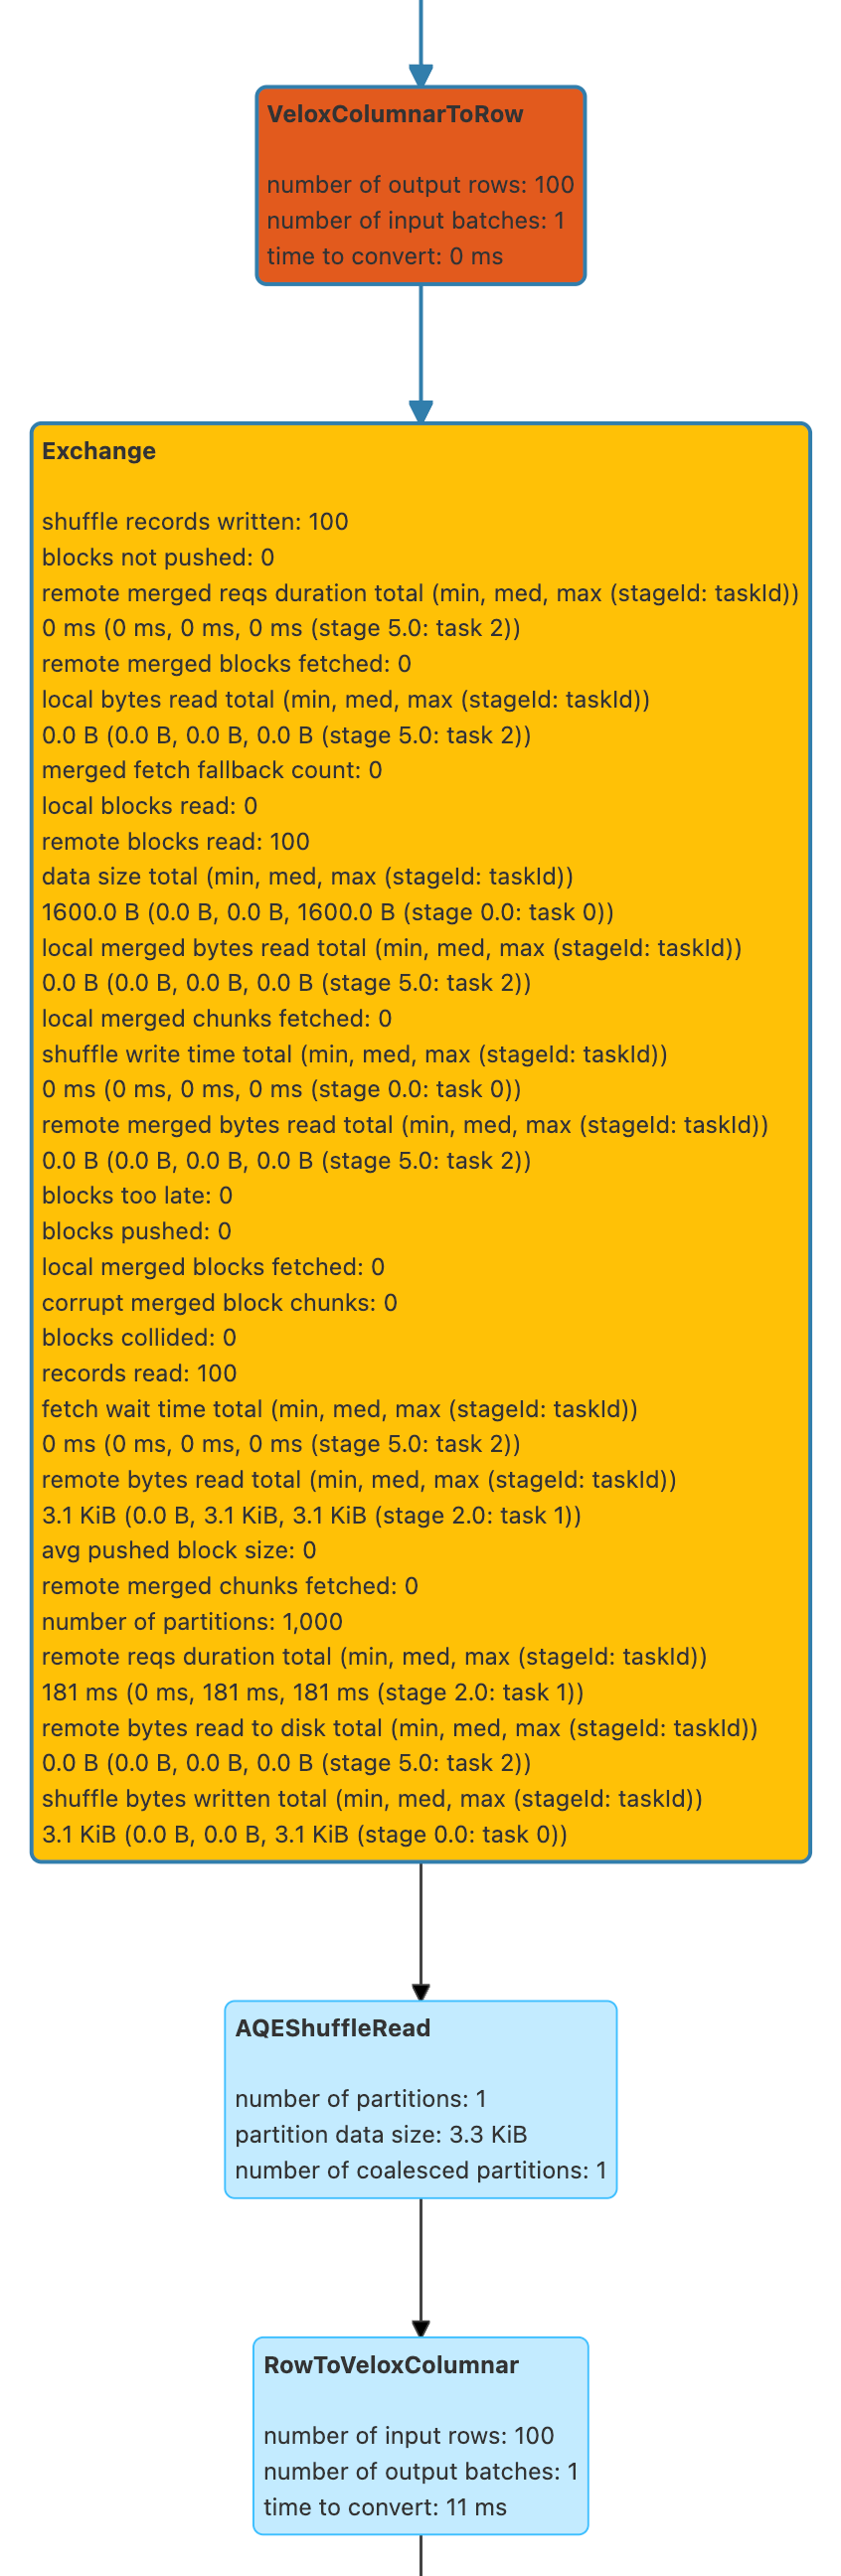 VeloxColumnarToRow
number of output rows: 100
number of input batches: 1
time to convert: 0 ms
Exchange
shuffle records written: 100
blocks not pushed: 0
remote merged reqs duration total (min, med, max (stageId: taskId))
0 ms (0 ms, 0 ms, 0 ms (stage 5.0: task 2))
remote merged blocks fetched: 0
local bytes read total (min, med, max (stageId: taskId))
0.0 B (0.0 B, 0.0 B, 0.0 B (stage 5.0: task 2))
merged fetch fallback count: 0
local blocks read: 0
remote blocks read: 100
data size total (min, med, max (stageId: taskId))
1600.0 B (0.0 B, 0.0 B, 1600.0 B (stage 0.0: task 0))
local merged bytes read total (min, med, max (stageId: taskId))
0.0 B (0.0 B, 0.0 B, 0.0 B (stage 5.0: task 2))
local merged chunks fetched: 0
shuffle write time total (min, med, max (stageId: taskId))
0 ms (0 ms, 0 ms, 0 ms (stage 0.0: task 0))
remote merged bytes read total (min, med, max (stageId: taskId))
0.0 B (0.0 B, 0.0 B, 0.0 B (stage 5.0: task 2))
blocks too late: 0
blocks pushed: 0
local merged blocks fetched: 0
corrupt merged block chunks: 0
blocks collided: 0
records read: 100
fetch wait time total (min, med, max (stageId: taskId))
0 ms (0 ms, 0 ms, 0 ms (stage 5.0: task 2))
remote bytes read total (min, med, max (stageId: taskId))
3.1 KiB (0.0 B, 3.1 KiB, 3.1 KiB (stage 2.0: task 1))
avg pushed block size: 0
remote merged chunks fetched: 0
number of partitions: 1,000
remote reqs duration total (min, med, max (stageId: taskId))
181 ms (0 ms, 181 ms, 181 ms (stage 2.0: task 1))
remote bytes read to disk total (min, med, max (stageId: taskId))
0.0 B (0.0 B, 0.0 B, 0.0 B (stage 5.0: task 2))
shuffle bytes written total (min, med, max (stageId: taskId))
3.1 KiB (0.0 B, 0.0 B, 3.1 KiB (stage 0.0: task 0))
AQEShuffleRead
number of partitions: 1
partition data size: 3.3 KiB
number of coalesced partitions: 1
RowToVeloxColumnar
number of input rows: 100
number of output batches: 1
time to convert: 11 ms